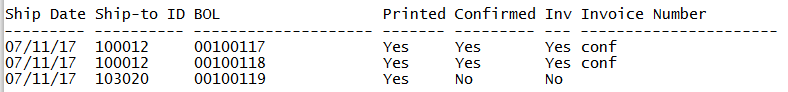 Ship Date Ship-to ID BOL                  Printed Confirmed Inv Invoice Number
--------- ---------- -------------------- ------- --------- --- ----------------------
07/11/17  100012     00100117             Yes     Yes       Yes conf
07/11/17  100012     00100118             Yes     Yes       Yes conf
07/11/17  103020     00100119             Yes     No        No